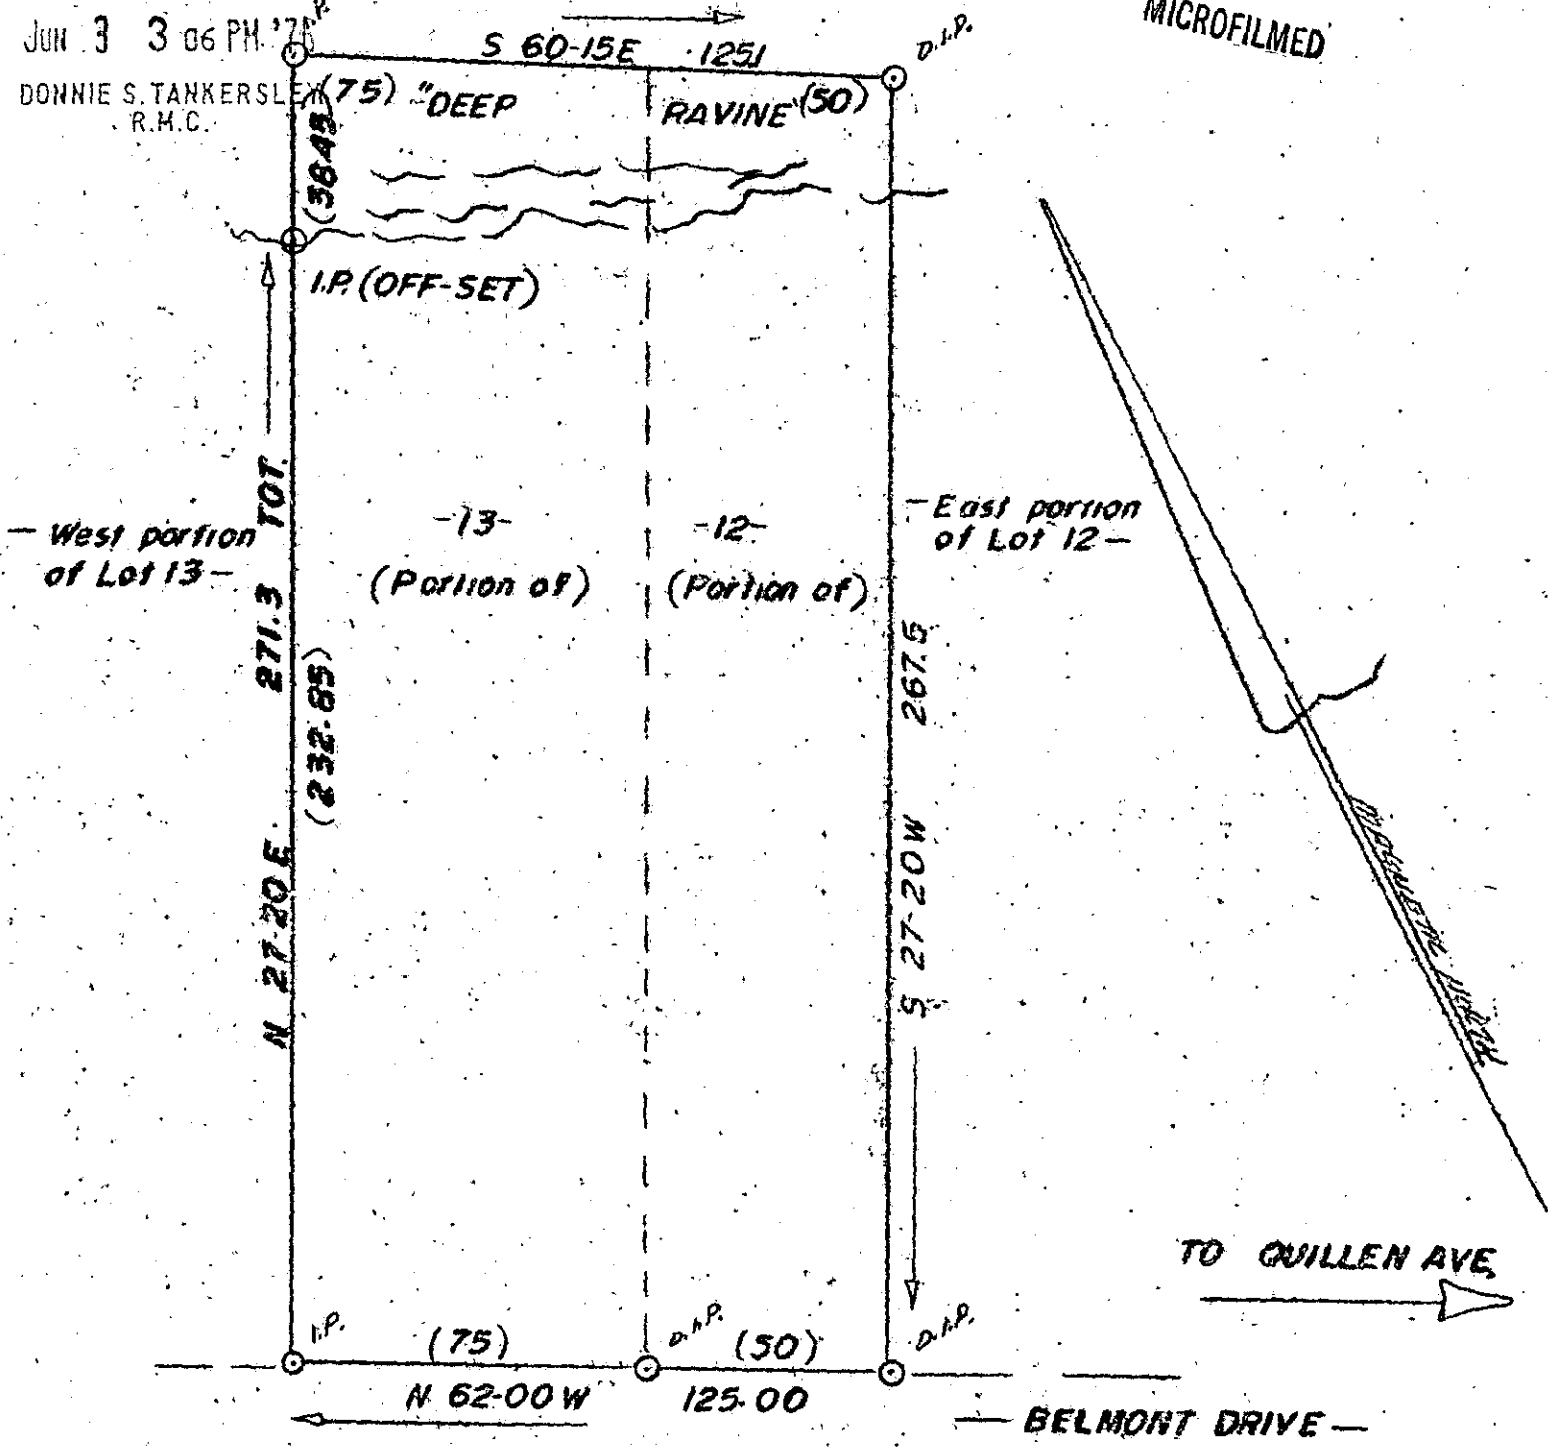 JUN 3 3 06 PM '76
MICROFILMED
DONNIE S. TANKERSLEY
R.M.C.
S 60-15E 125.1
O.I.P.
(75) "DEEP RAVINE" (50)
(38.45)
I.P. (OFF-SET)
271.3 TOT.
N 27-20 E.
(232.85)
— West portion
of Lot 13 —
-13-
(Portion of)
-12-
(Portion of)
— East portion
of Lot 12 —
S 27-20 W 267.5
MAGNETIC NORTH
TO QUILLEN AVE.
I.P.
(75)
O.I.P.
(50)
O.I.P.
N 62-00 W 125.00
— BELMONT DRIVE —